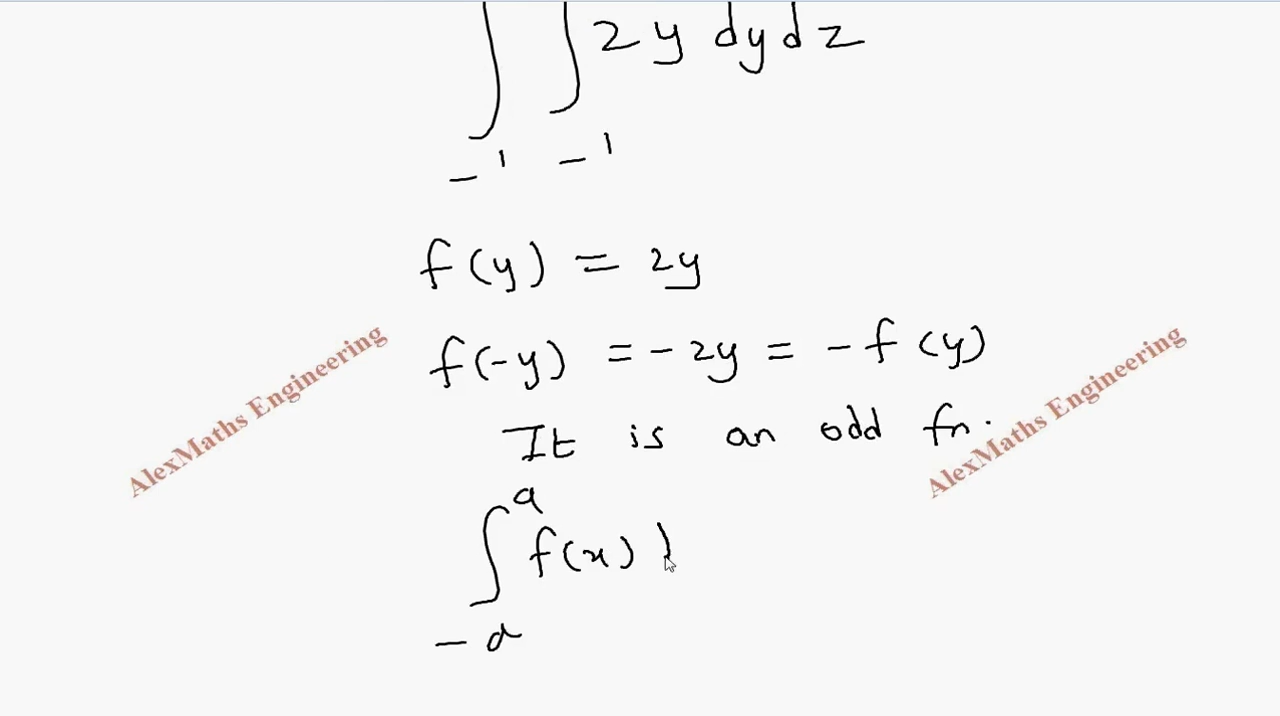 ∫ ∫ 2y dy dz
-1 -1
f(y) = 2y
f(-y) = -2y = -f(y)
It is an odd fn.
a
∫ f(x)
-a
AlexMaths Engineering
AlexMaths Engineering